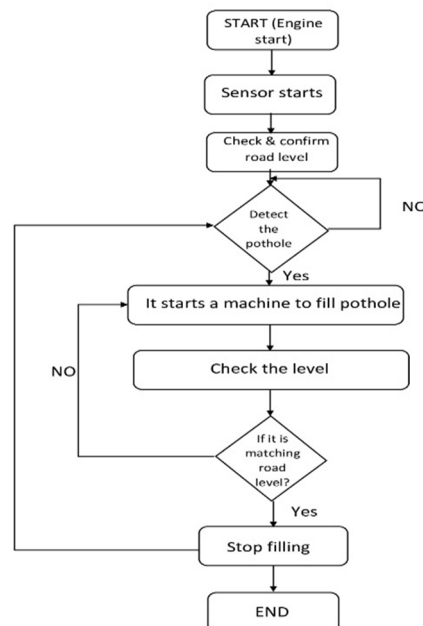 START (Engine
start)
Sensor starts
Check & confirm
road level
NO
Detect
the
pothole
Yes
It starts a machine to fill pothole
NO
Check the level
If it is
matching
road
level?
Yes
Stop filling
END